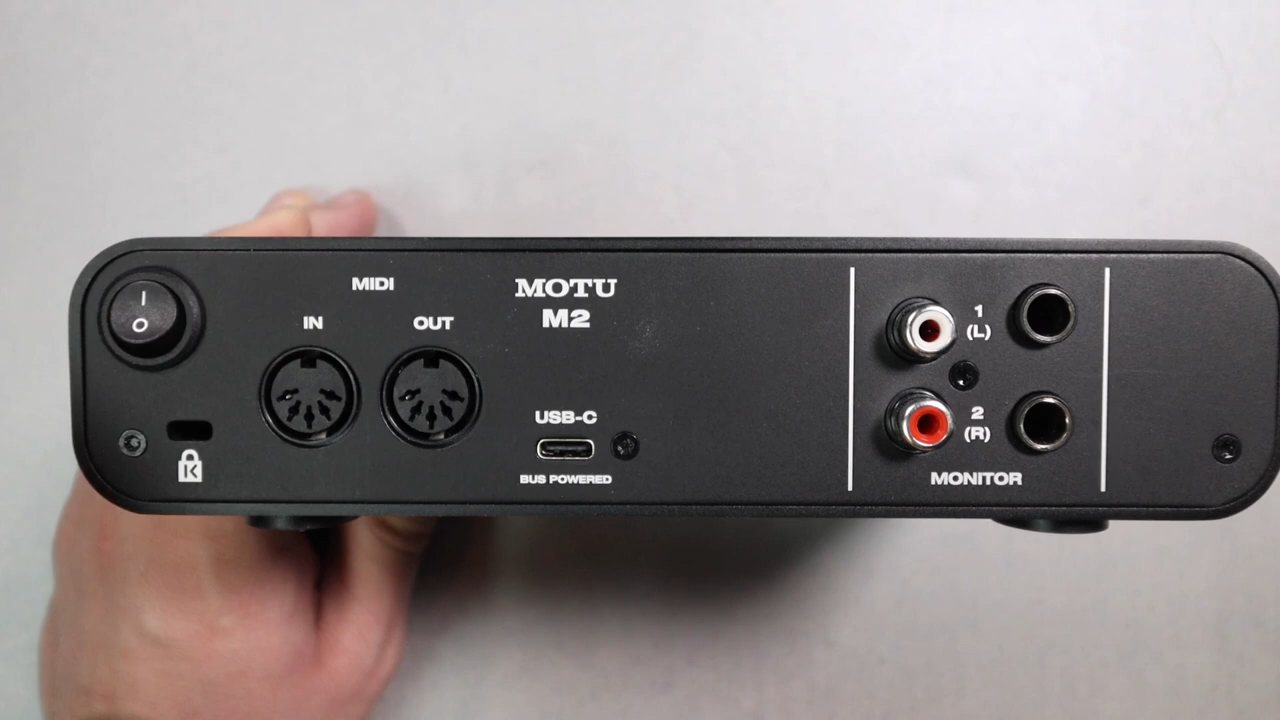 I
O
MIDI
IN
OUT
MOTU
M2
USB-C
BUS POWERED
K
1
(L)
2
(R)
MONITOR